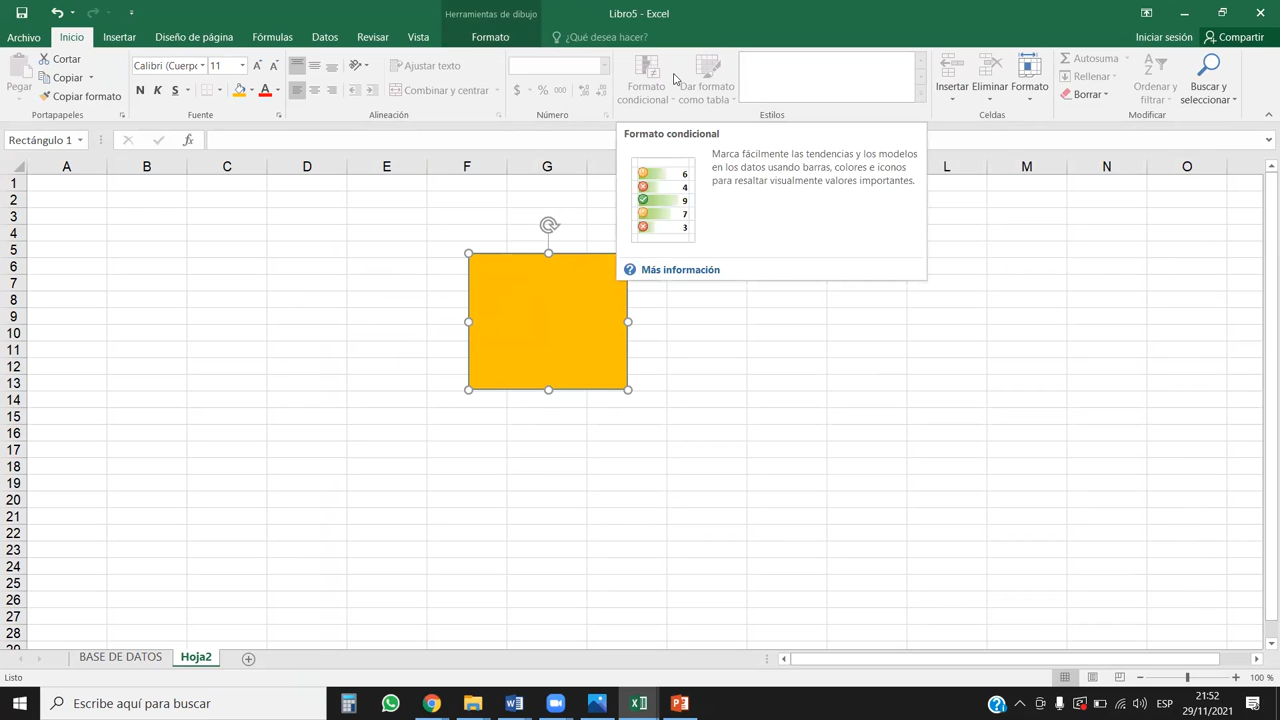 Herramientas de dibujo
Libro5 - Excel
Archivo Inicio Insertar Diseño de página Fórmulas Datos Revisar Vista Formato ¿Qué desea hacer? Iniciar sesión Compartir
Pegar
Cortar
Copiar
Copiar formato
Portapapeles
Calibri (Cuerpo 11
N K S
Fuente
Ajustar texto
Combinar y centrar
Alineación
$ % 000
Número
Formato condicional
Dar formato como tabla
Estilos
Insertar Eliminar Formato
Celdas
Autosuma
Rellenar
Borrar
Ordenar y filtrar
Buscar y seleccionar
Modificar
Rectángulo 1
fx
A B C D E F G L M N O
1
2
3
4
5
6
7
8
9
10
11
12
13
14
15
16
17
18
19
20
21
22
23
24
25
26
27
28
Formato condicional
6
4
9
7
3
Marca fácilmente las tendencias y los modelos
en los datos usando barras, colores e iconos
para resaltar visualmente valores importantes.
Más información
BASE DE DATOS Hoja2
Listo
100 %
Escribe aquí para buscar
ESP
21:52
29/11/2021